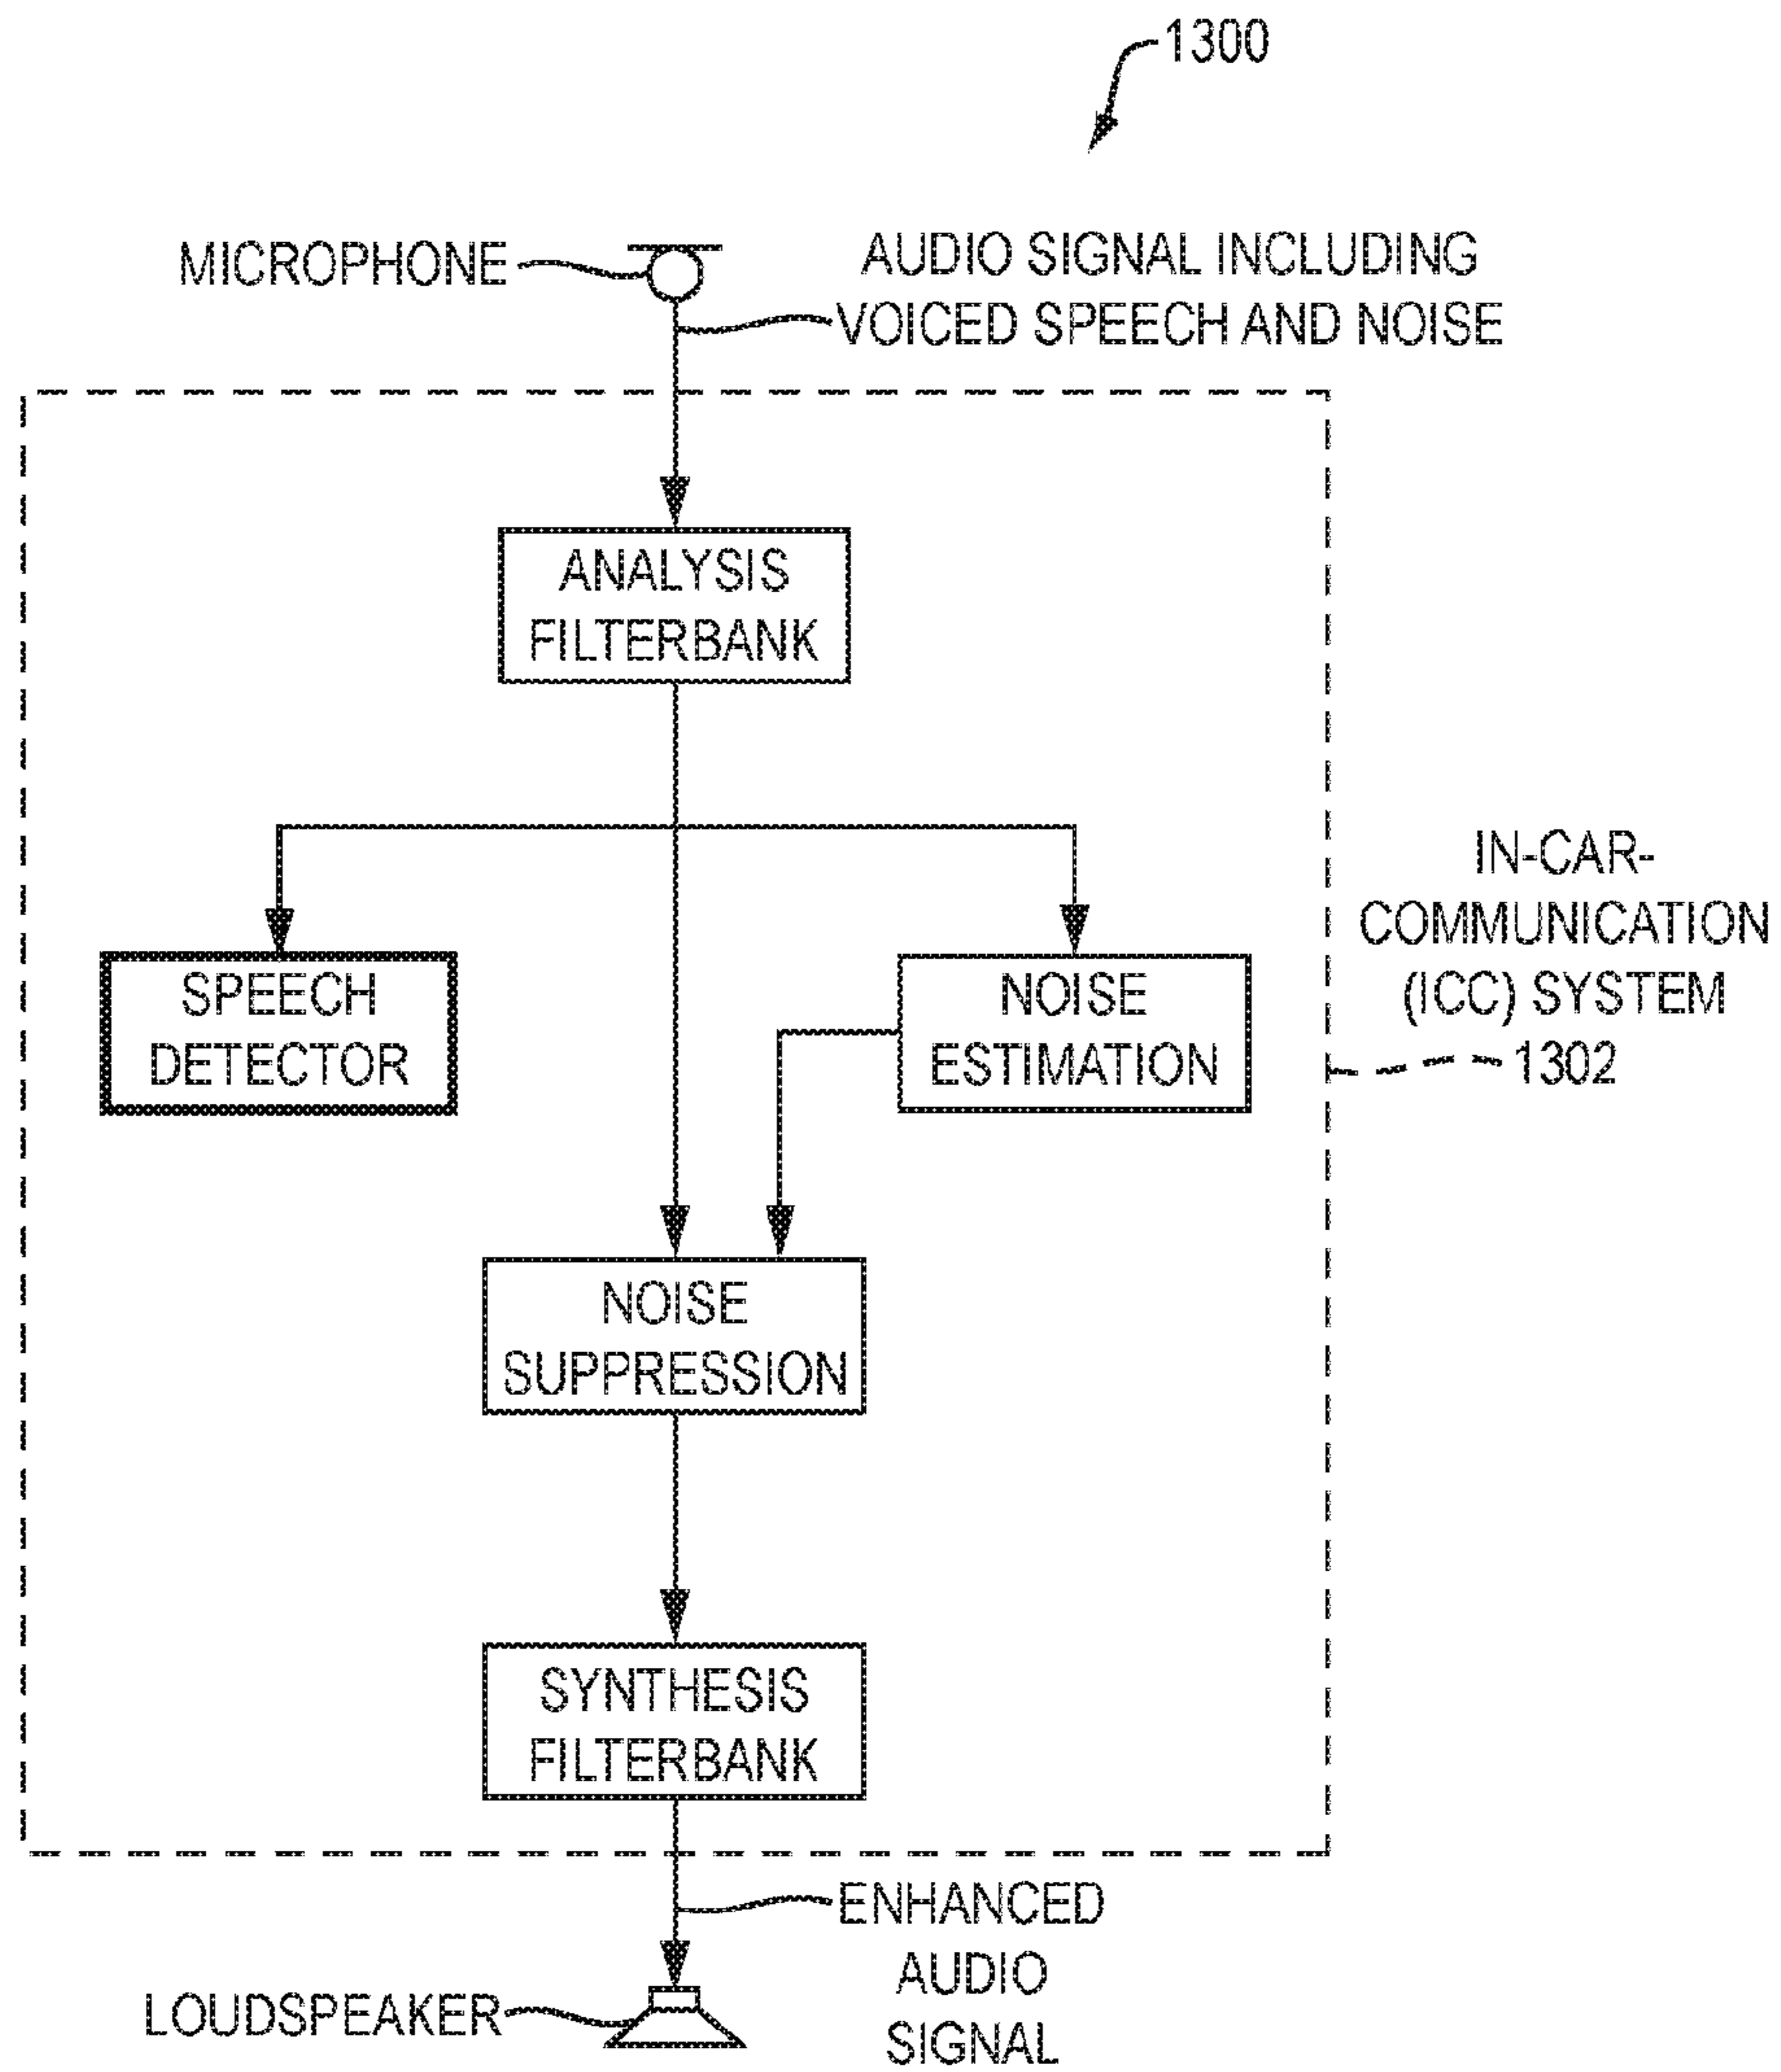 1300
MICROPHONE
AUDIO SIGNAL INCLUDING
VOICED SPEECH AND NOISE
ANALYSIS
FILTERBANK
SPEECH
DETECTOR
NOISE
ESTIMATION
IN-CAR-
COMMUNICATION
(ICC) SYSTEM
1302
NOISE
SUPPRESSION
SYNTHESIS
FILTERBANK
ENHANCED
AUDIO
SIGNAL
LOUDSPEAKER